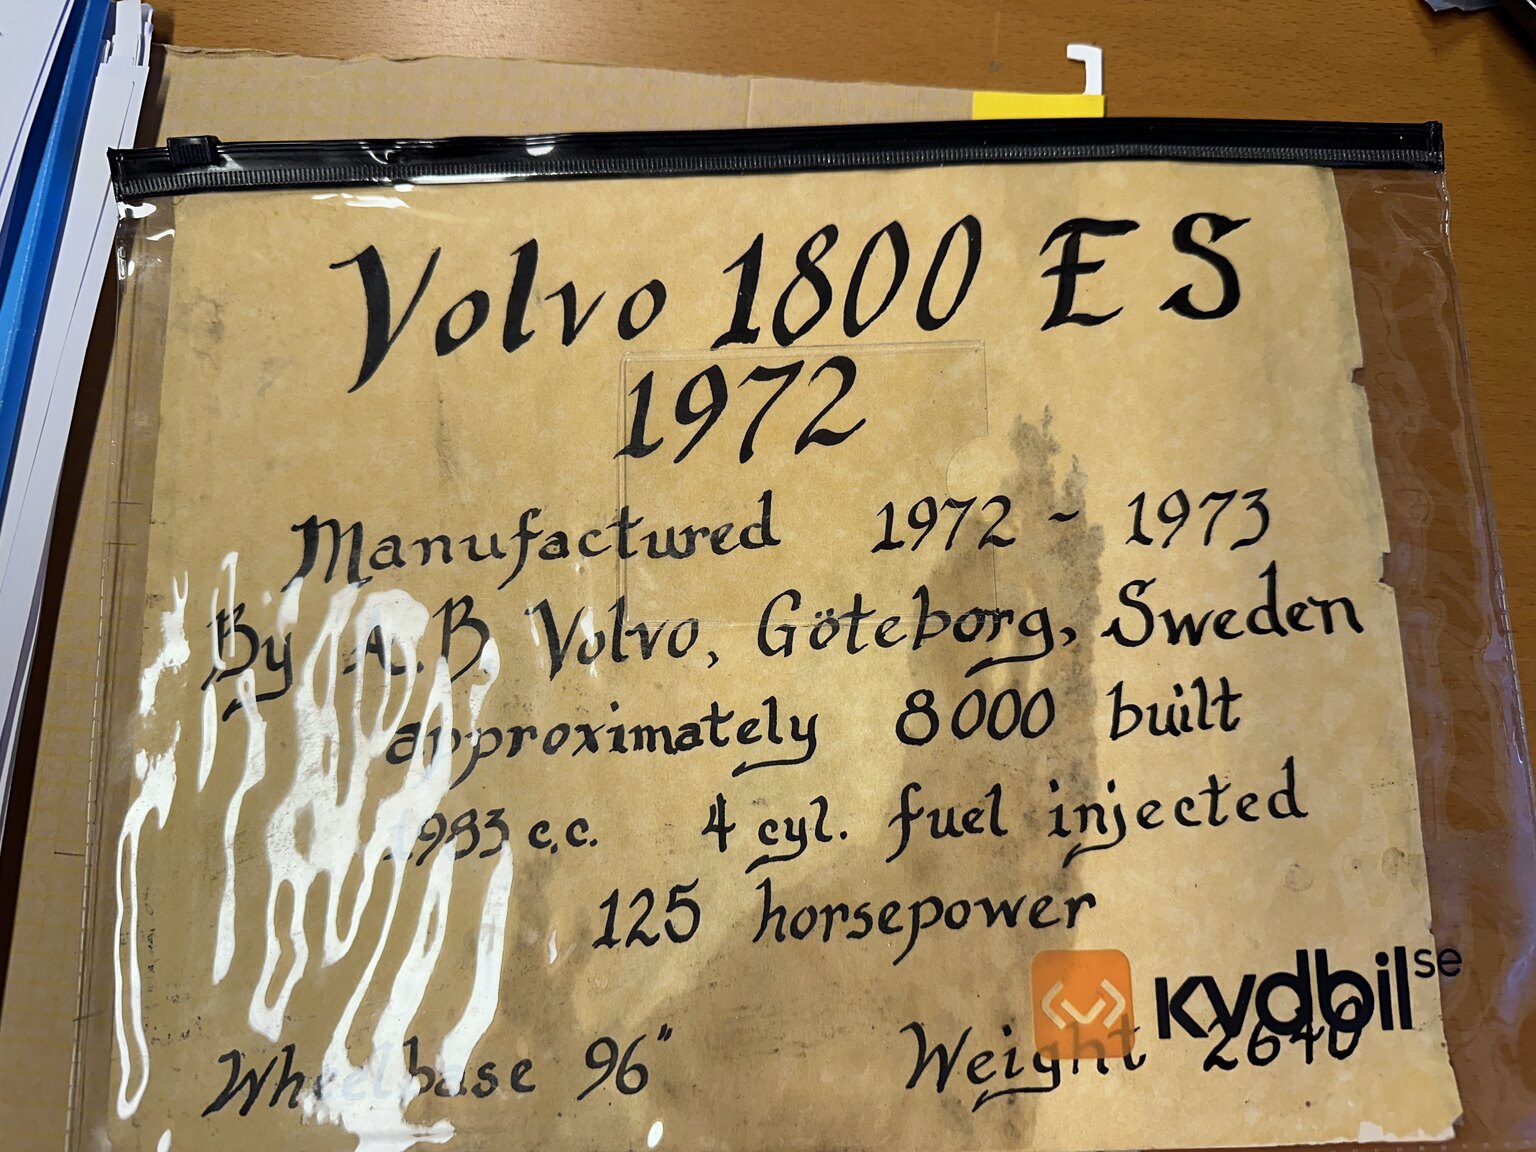 Volvo 1800 ES
1972
Manufactured 1972 - 1973
By A.B Volvo, Göteborg, Sweden
approximately 8000 built
1983 c.c. 4 cyl. fuel injected
125 horsepower
Wheelbase 96" Weight 2640
kvdbil se